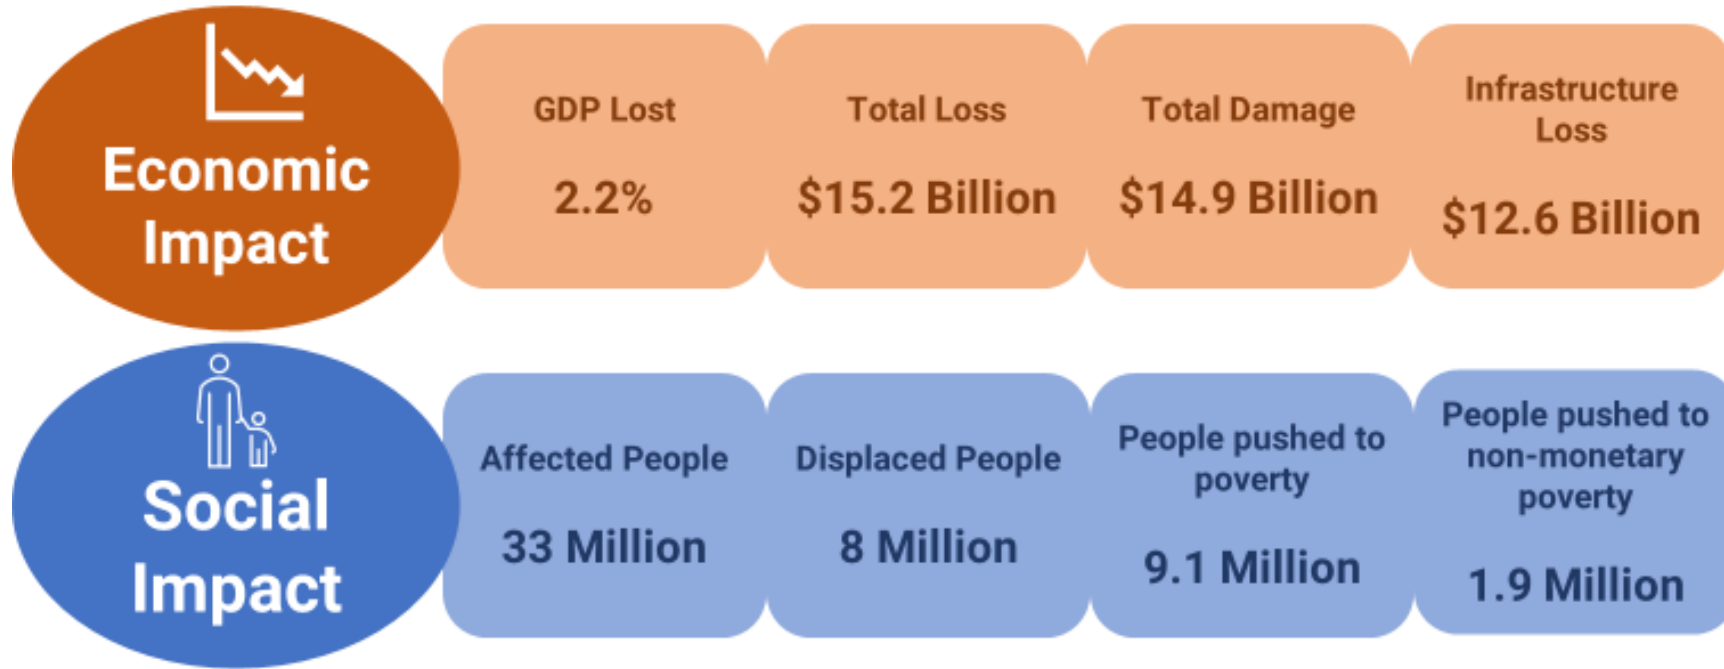 Economic
Impact
GDP Lost
2.2%
Total Loss
$15.2 Billion
Total Damage
$14.9 Billion
Infrastructure
Loss
$12.6 Billion
Social
Impact
Affected People
33 Million
Displaced People
8 Million
People pushed to
poverty
9.1 Million
People pushed to
non-monetary
poverty
1.9 Million